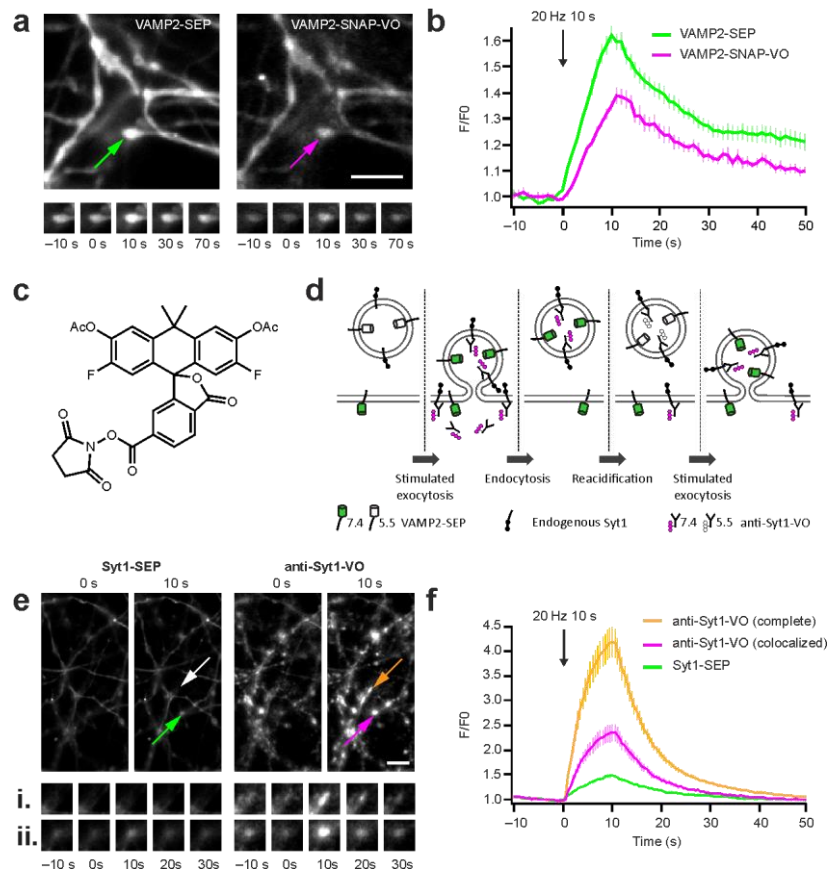 a
VAMP2-SEP
VAMP2-SNAP-VO
–10 s 0 s 10 s 30 s 70 s
–10 s 0 s 10 s 30 s 70 s
b
20 Hz 10 s
VAMP2-SEP
VAMP2-SNAP-VO
F/F0
1.6
1.5
1.4
1.3
1.2
1.1
1.0
–10 0 10 20 30 40 50
Time (s)
c
AcO
O
OAc
F
F
O
O
O
O
O
N
O
d
Stimulated exocytosis
Endocytosis
Reacidification
Stimulated exocytosis
7.4 5.5 VAMP2-SEP
Endogenous Syt1
7.4 5.5 anti-Syt1-VO
e
Syt1-SEP
anti-Syt1-VO
0 s 10 s 0 s 10 s
i.
ii.
–10 s 0s 10s 20s 30s
–10 s 0s 10s 20s 30s
f
20 Hz 10 s
anti-Syt1-VO (complete)
anti-Syt1-VO (colocalized)
Syt1-SEP
F/F0
4.5
4.0
3.5
3.0
2.5
2.0
1.5
1.0
–10 0 10 20 30 40 50
Time (s)